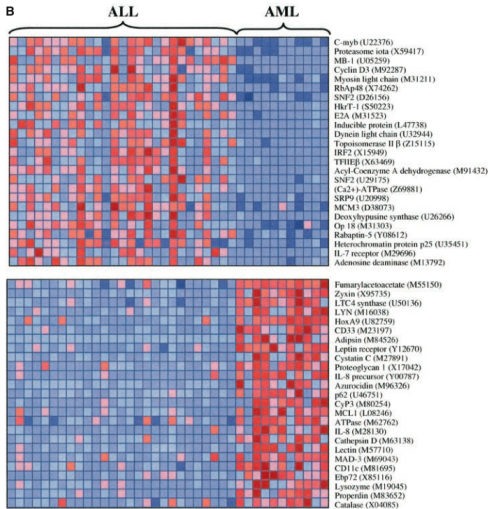 B
ALL
AML
C-myb (U22376)
Proteasome iota (X59417)
MB-1 (U05259)
Cyclin D3 (M92287)
Myosin light chain (M31211)
RbAp48 (X74262)
SNF2 (D26156)
HkrT-1 (S50223)
E2A (M31523)
Inducible protein (L47738)
Dynein light chain (U32944)
Topoisomerase II β (Z15115)
IRF2 (X15949)
TFIIEβ (X63469)
Acyl-Coenzyme A dehydrogenase (M91432)
SNF2 (U29175)
(Ca2+)-ATPase (Z69881)
SRP9 (U20998)
MCM3 (D38073)
Deoxyhypusine synthase (U26266)
Op 18 (M31303)
Rabaptin-5 (Y08612)
Heterochromatin protein p25 (U35451)
IL-7 receptor (M29696)
Adenosine deaminase (M13792)
Fumarylacetoacetate (M55150)
Zyxin (X95735)
LTC4 synthase (U50136)
LYN (M16038)
HoxA9 (U82759)
CD33 (M23197)
Adipsin (M84526)
Leptin receptor (Y12670)
Cystatin C (M27891)
Proteoglycan 1 (X17042)
IL-8 precursor (Y00787)
Azurocidin (M96326)
p62 (U46751)
CyP3 (M80254)
MCL1 (L08246)
ATPase (M62762)
IL-8 (M28130)
Cathepsin D (M63138)
Lectin (M57710)
MAD-3 (M69043)
CD11c (M81695)
Ebp72 (X85116)
Lysozyme (M19045)
Properdin (M83652)
Catalase (X04085)